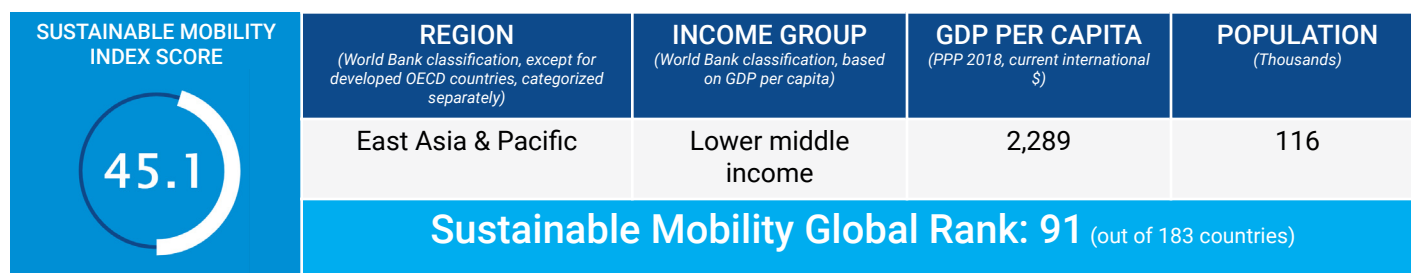 SUSTAINABLE MOBILITY
INDEX SCORE
45.1
REGION
(World Bank classification, except for
developed OECD countries, categorized
separately)
East Asia & Pacific
INCOME GROUP
(World Bank classification, based
on GDP per capita)
Lower middle
income
GDP PER CAPITA
(PPP 2018, current international
$)
2,289
POPULATION
(Thousands)
116
Sustainable Mobility Global Rank: 91 (out of 183 countries)